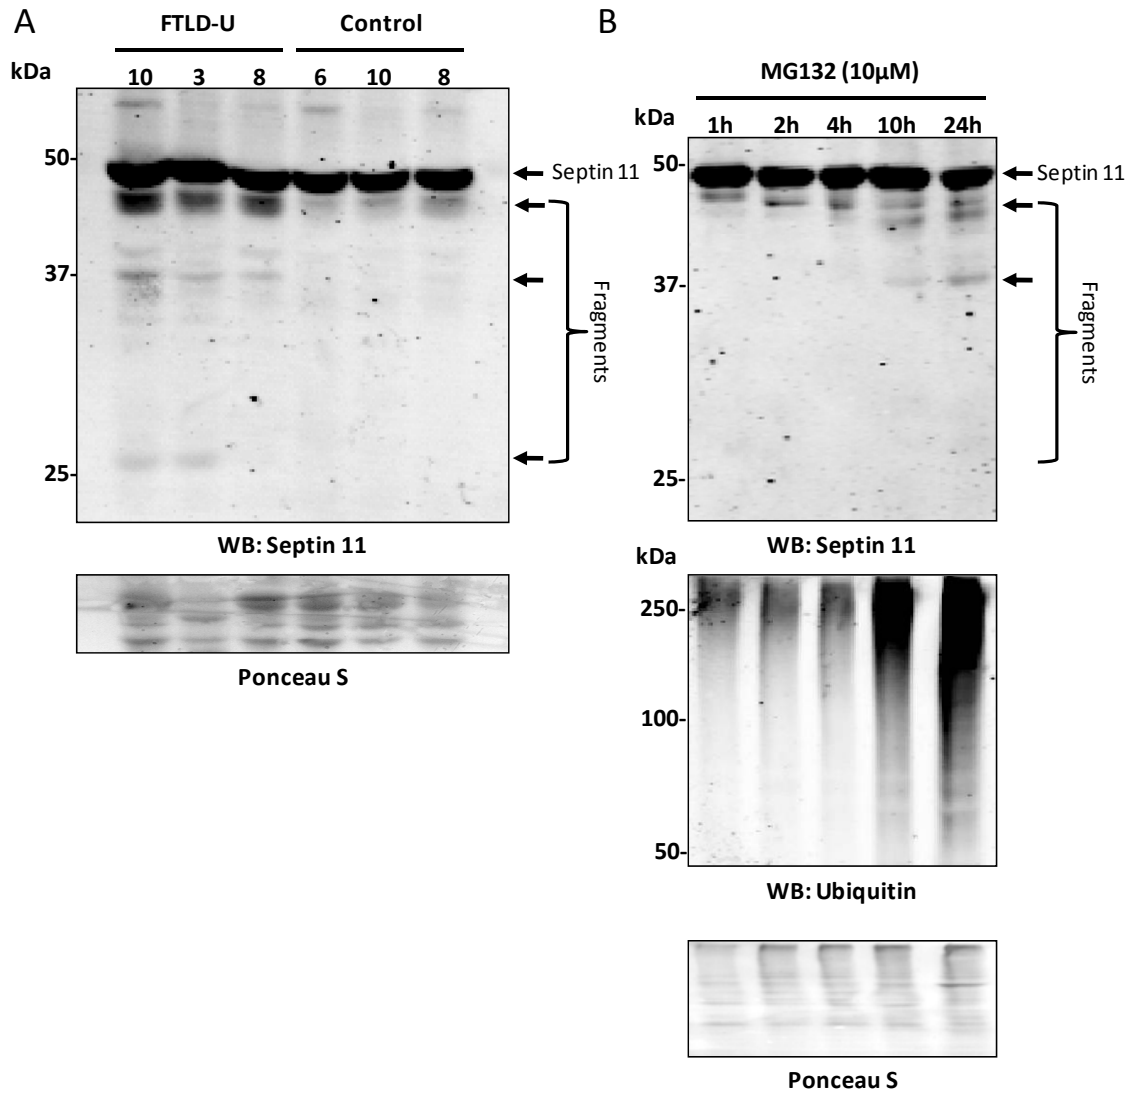 A
FTLD-U Control
kDa
10 3 8 6 10 8
50-
37-
25-
Septin 11
Fragments
WB: Septin 11
Ponceau S
B
MG132 (10µM)
kDa
1h 2h 4h 10h 24h
50-
37-
25-
Septin 11
Fragments
WB: Septin 11
kDa
250-
100-
50-
WB: Ubiquitin
Ponceau S